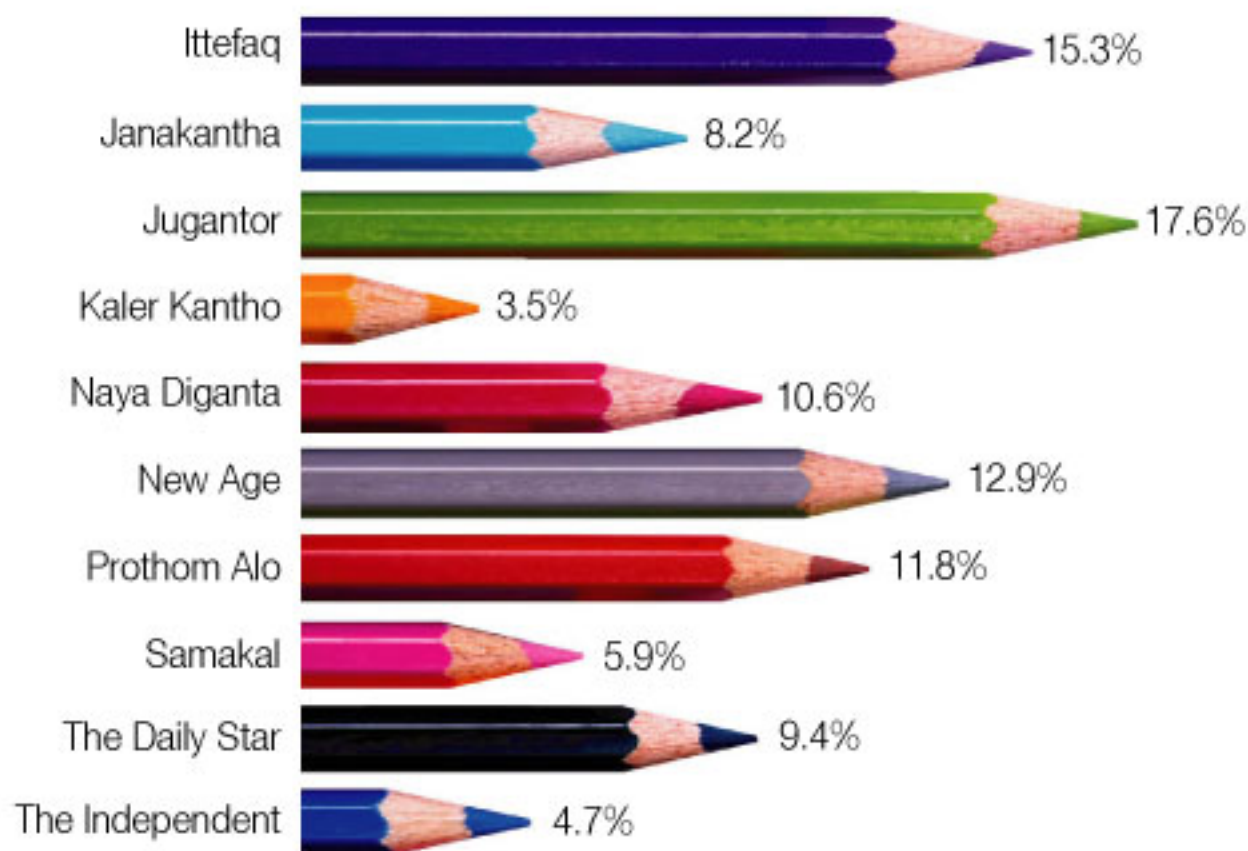 Ittefaq 15.3%
Janakantha 8.2%
Jugantor 17.6%
Kaler Kantho 3.5%
Naya Diganta 10.6%
New Age 12.9%
Prothom Alo 11.8%
Samakal 5.9%
The Daily Star 9.4%
The Independent 4.7%